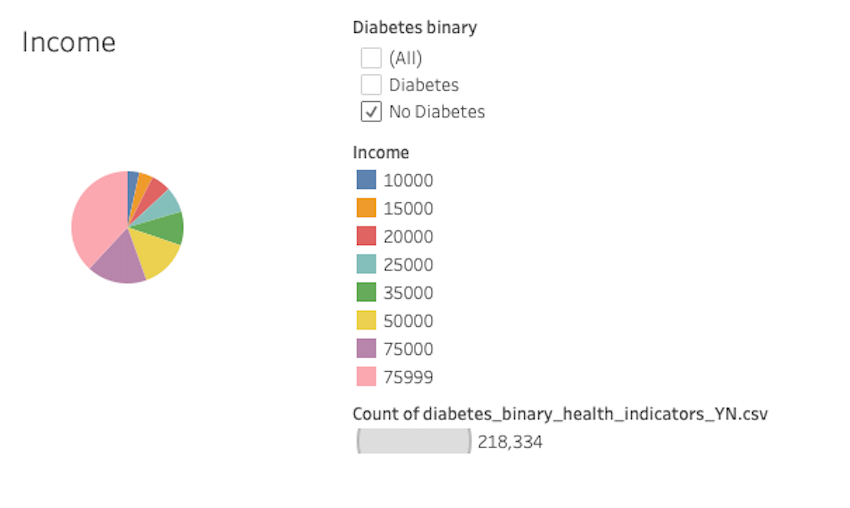 Income
Diabetes binary
(All)
Diabetes
No Diabetes
Income
10000
15000
20000
25000
35000
50000
75000
75999
Count of diabetes_binary_health_indicators_YN.csv
218,334